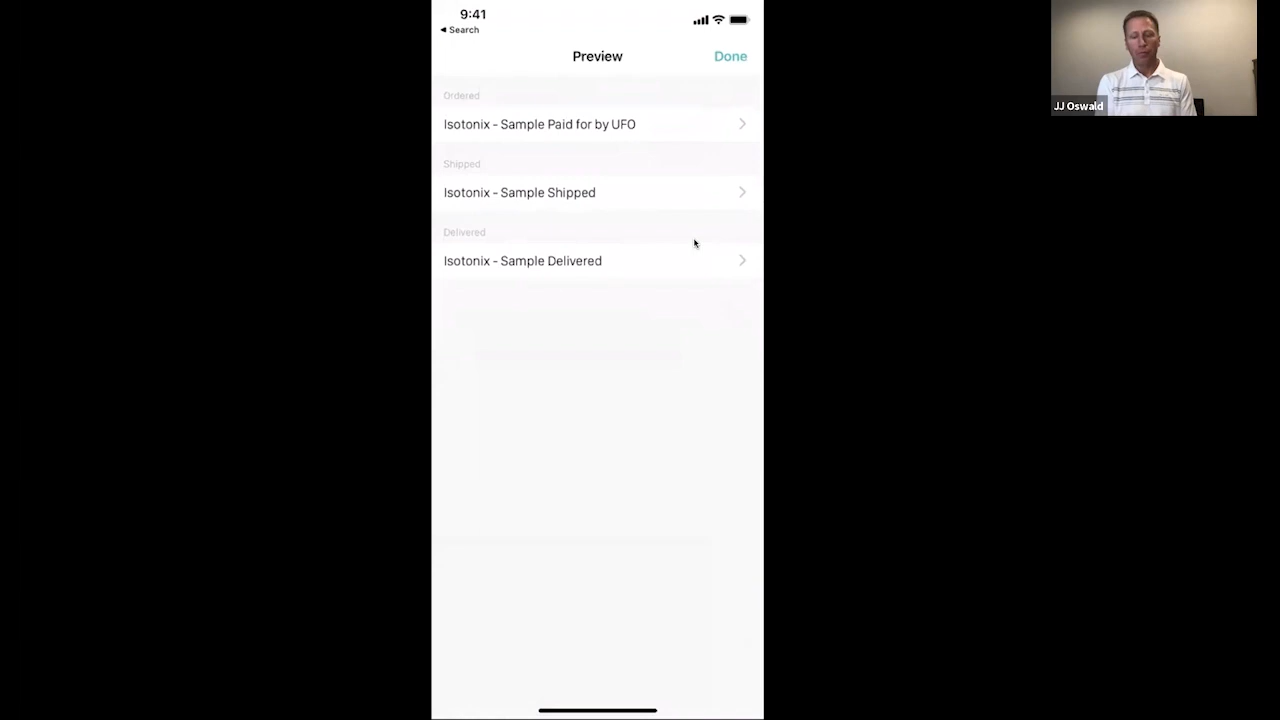 9:41
Search
Preview
Done
Ordered
Isotonix - Sample Paid for by UFO
Shipped
Isotonix - Sample Shipped
Delivered
Isotonix - Sample Delivered
JJ Oswald